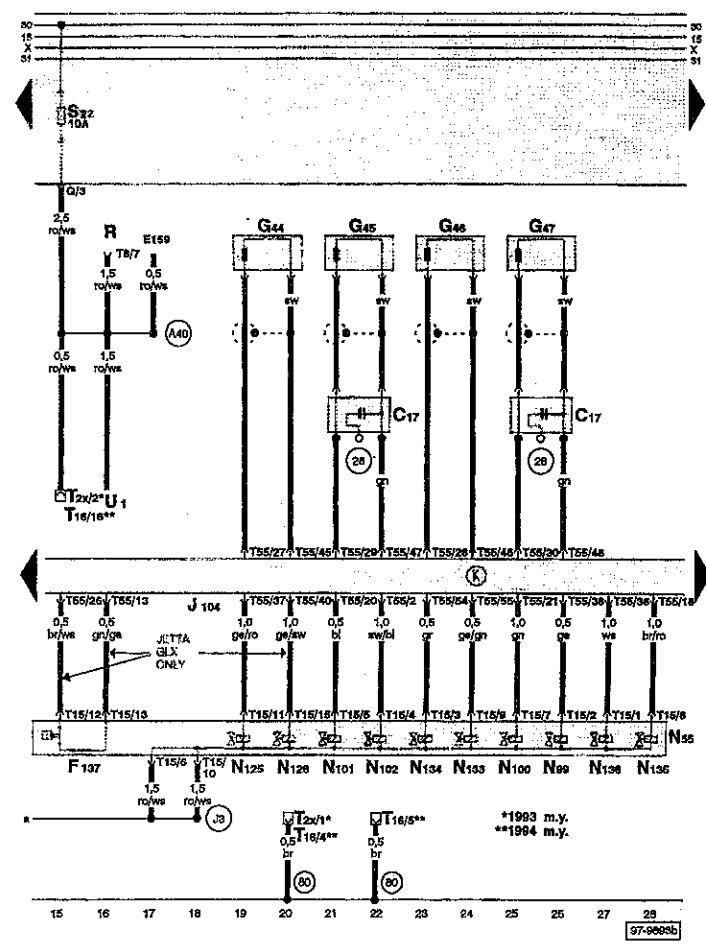 30 30
15 15
X X
31 31
S22
10A
G/3
2,5
ro/ws
R
T8/7
1,5
ro/ws
E159
0,5
ro/ws
G44 G45 G46 G47
sw sw sw sw
A40
0,5 1,5
ro/ws ro/ws
C17 C17
28 28
gn gn
T2x/2* U1
T16/16**
T55/27 T55/45 T55/29 T55/47 T55/28 T55/46 T55/30 T55/48
K
T55/26 T55/13 J104 T55/37 T55/40 T55/20 T55/2 T55/54 T55/55 T55/21 T55/38 T55/36 T55/18
0,5 0,5 1,0 1,0 0,5 1,0 0,5 0,5 1,0 0,5 1,0 1,0
br/ws gn/ge ge/ro ge/sw bl sw/bl gr ge/gn gn ge ws br/ro
JETTA
GLX
ONLY
T15/12 T15/13 T15/11 T15/15 T15/5 T15/4 T15/3 T15/9 T15/7 T15/2 T15/1 T15/8
N55
F137 T15/6 T15/10 N125 N126 N101 N102 N134 N133 N100 N99 N136 N135
1,5 1,5
ro/ws ro/ws
J3
T2x/1*
T16/4**
0,5
br
80
T16/5**
0,5
br
80
*1993 m.y.
**1994 m.y.
15 16 17 18 19 20 21 22 23 24 25 26 27 28
97-9893b